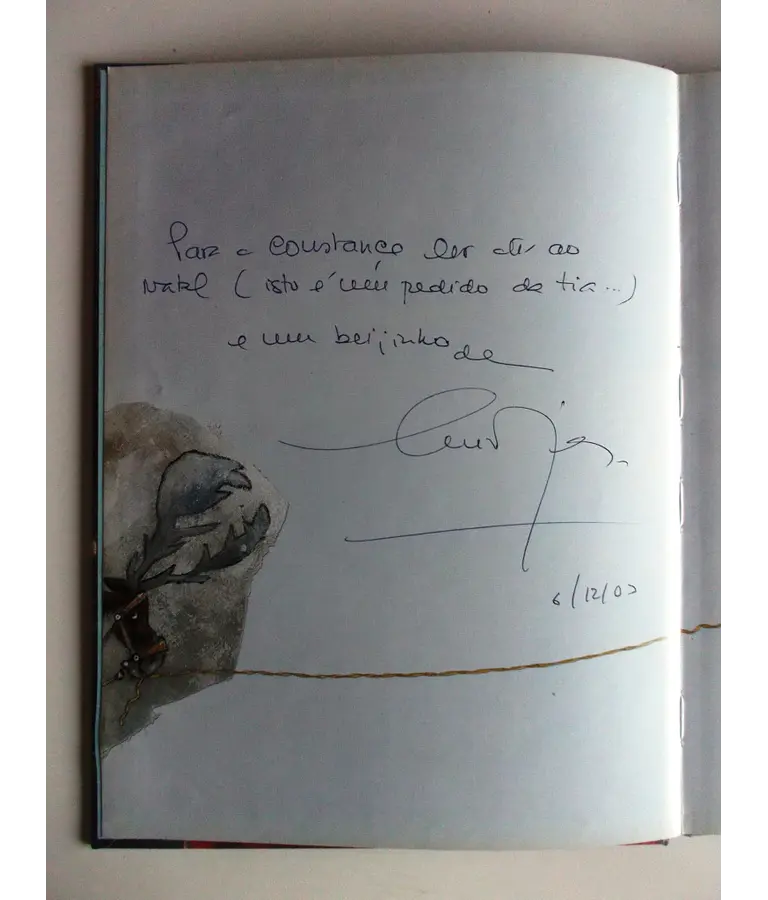 Para a Constança ler até ao
Natal (isto é um pedido da tia...)
e um beijinho de
6/12/03